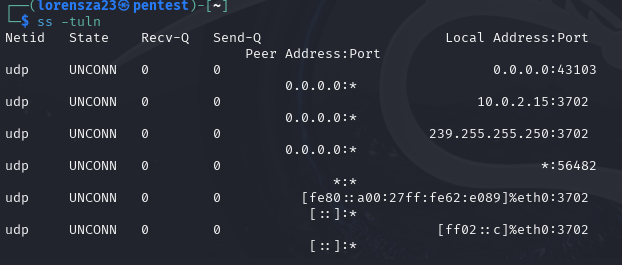 ┌──(lorensza23㉿pentest)-[~]
└─$ ss -tuln
Netid State Recv-Q Send-Q Local Address:Port
Peer Address:Port
udp UNCONN 0 0 0.0.0.0:43103
0.0.0.0:*
udp UNCONN 0 0 10.0.2.15:3702
0.0.0.0:*
udp UNCONN 0 0 239.255.255.250:3702
0.0.0.0:*
udp UNCONN 0 0 *:56482
*:*
udp UNCONN 0 0 [fe80::a00:27ff:fe62:e089]%eth0:3702
[::]:*
udp UNCONN 0 0 [ff02::c]%eth0:3702
[::]:*